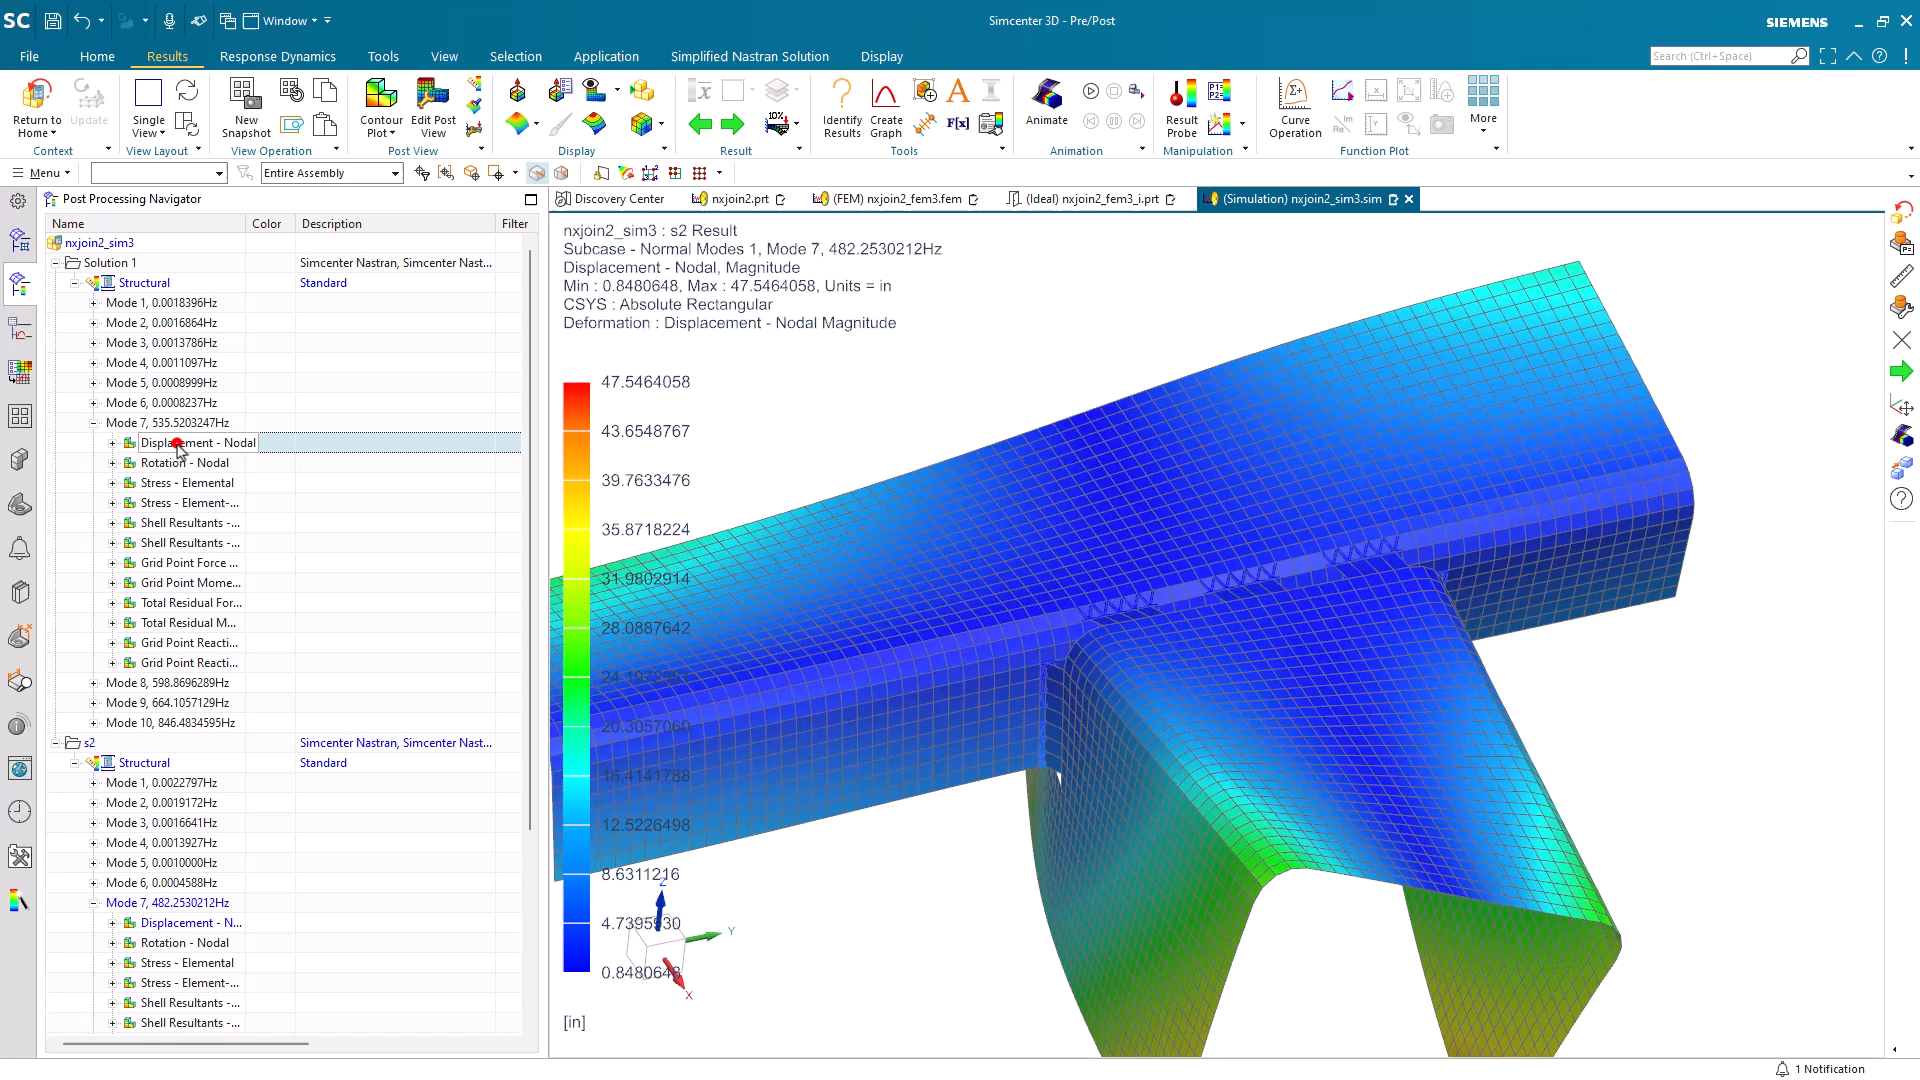 SC
Window
Simcenter 3D - Pre/Post
SIEMENS
File
Home
Results
Response Dynamics
Tools
View
Selection
Application
Simplified Nastran Solution
Display
Search (Ctrl+Space)
Return to Home
Update
Context
Single View
View Layout
New Snapshot
View Operation
Contour Plot
Edit Post View
Post View
Display
10%
Result
Identify Results
Create Graph
F[x]
Tools
Animate
Animation
Result Probe
Manipulation
Curve Operation
Function Plot
More
Menu
Entire Assembly
Post Processing Navigator
Discovery Center
nxjoin2.prt
(FEM) nxjoin2_fem3.fem
(Ideal) nxjoin2_fem3_i.prt
(Simulation) nxjoin2_sim3.sim
Name
Color
Description
Filter
nxjoin2_sim3
Solution 1
Simcenter Nastran, Simcenter Nast...
Structural
Standard
Mode 1, 0.0018396Hz
Mode 2, 0.0016864Hz
Mode 3, 0.0013786Hz
Mode 4, 0.0011097Hz
Mode 5, 0.0008999Hz
Mode 6, 0.0008237Hz
Mode 7, 535.5203247Hz
Displacement - Nodal
Rotation - Nodal
Stress - Elemental
Stress - Element-...
Shell Resultants -...
Shell Resultants -...
Grid Point Force ...
Grid Point Mome...
Total Residual For...
Total Residual M...
Grid Point Reacti...
Grid Point Reacti...
Mode 8, 598.8696289Hz
Mode 9, 664.1057129Hz
Mode 10, 846.4834595Hz
s2
Simcenter Nastran, Simcenter Nast...
Structural
Standard
Mode 1, 0.0022797Hz
Mode 2, 0.0019172Hz
Mode 3, 0.0016641Hz
Mode 4, 0.0013927Hz
Mode 5, 0.0010000Hz
Mode 6, 0.0004588Hz
Mode 7, 482.2530212Hz
Displacement - N...
Rotation - Nodal
Stress - Elemental
Stress - Element-...
Shell Resultants -...
Shell Resultants -...
nxjoin2_sim3 : s2 Result
Subcase - Normal Modes 1, Mode 7, 482.2530212Hz
Displacement - Nodal, Magnitude
Min : 0.8480648, Max : 47.5464058, Units = in
CSYS : Absolute Rectangular
Deformation : Displacement - Nodal Magnitude
47.5464058
43.6548767
39.7633476
35.8718224
31.9802914
28.0887642
20.3057060
16.4141788
12.5226498
8.6311216
4.7395930
0.8480648
[in]
Z
Y
X
1 Notification